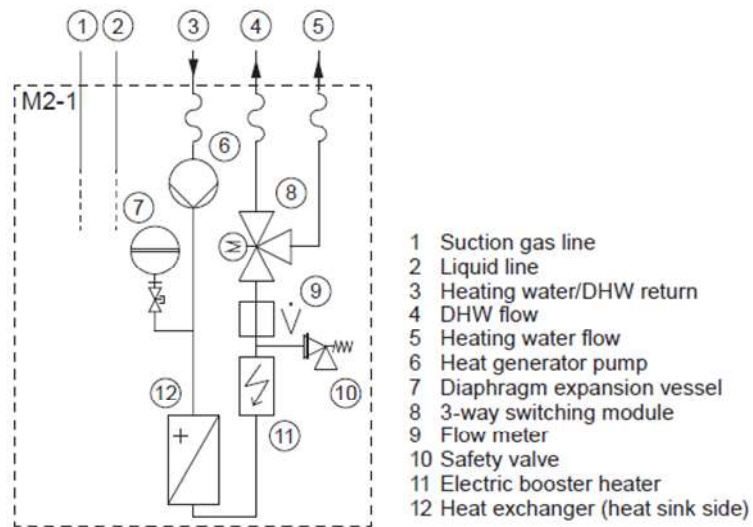 1 2 3 4 5
M2-1
6
7
8
M
9
V̇
12
10
11
1 Suction gas line
2 Liquid line
3 Heating water/DHW return
4 DHW flow
5 Heating water flow
6 Heat generator pump
7 Diaphragm expansion vessel
8 3-way switching module
9 Flow meter
10 Safety valve
11 Electric booster heater
12 Heat exchanger (heat sink side)